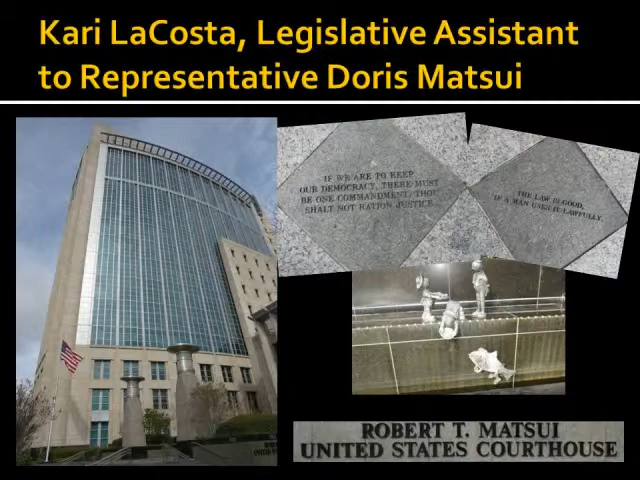 Kari LaCosta, Legislative Assistant
to Representative Doris Matsui
IF WE ARE TO KEEP
OUR DEMOCRACY, THERE MUST
BE ONE COMMANDMENT: THOU
SHALT NOT RATION JUSTICE.
THE LAW IS GOOD,
IF A MAN USES IT LAWFULLY.
ROBERT T. MATSUI
UNITED STATES COURTHOUSE